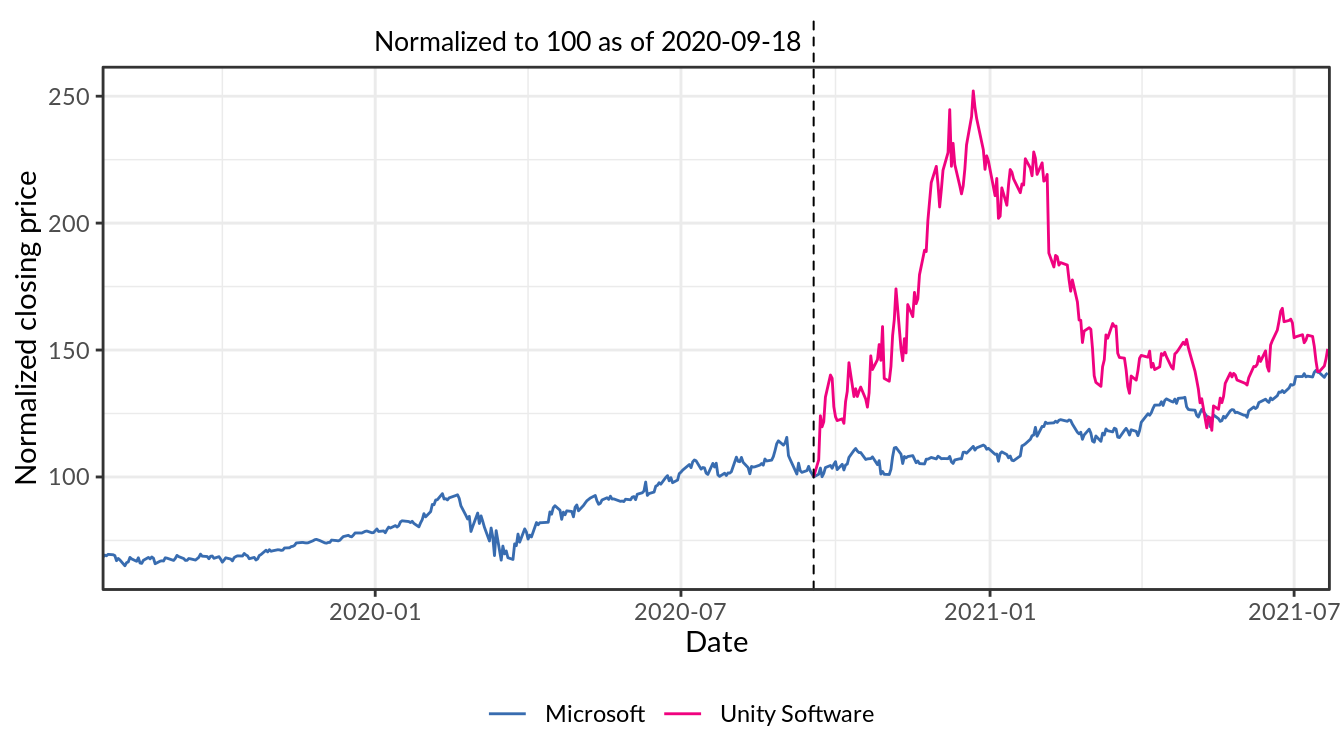 Normalized to 100 as of 2020-09-18
250
200
150
100
Normalized closing price
2020-01 2020-07 2021-01 2021-07
Date
Microsoft Unity Software